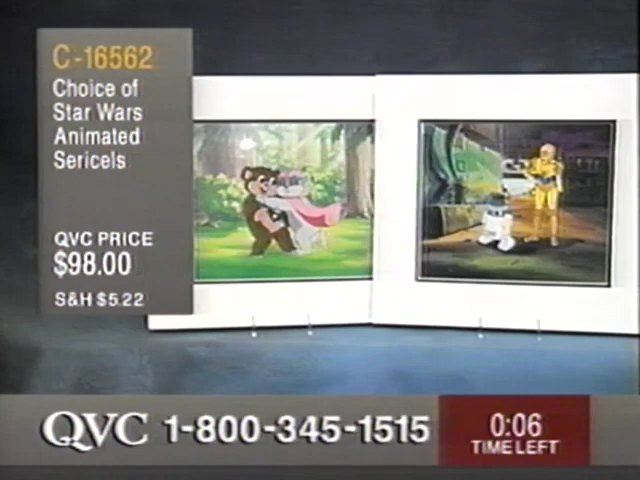 C-16562
Choice of
Star Wars
Animated
Sericels
QVC PRICE
$98.00
S&H $5.22
QVC 1-800-345-1515
0:06
TIME LEFT